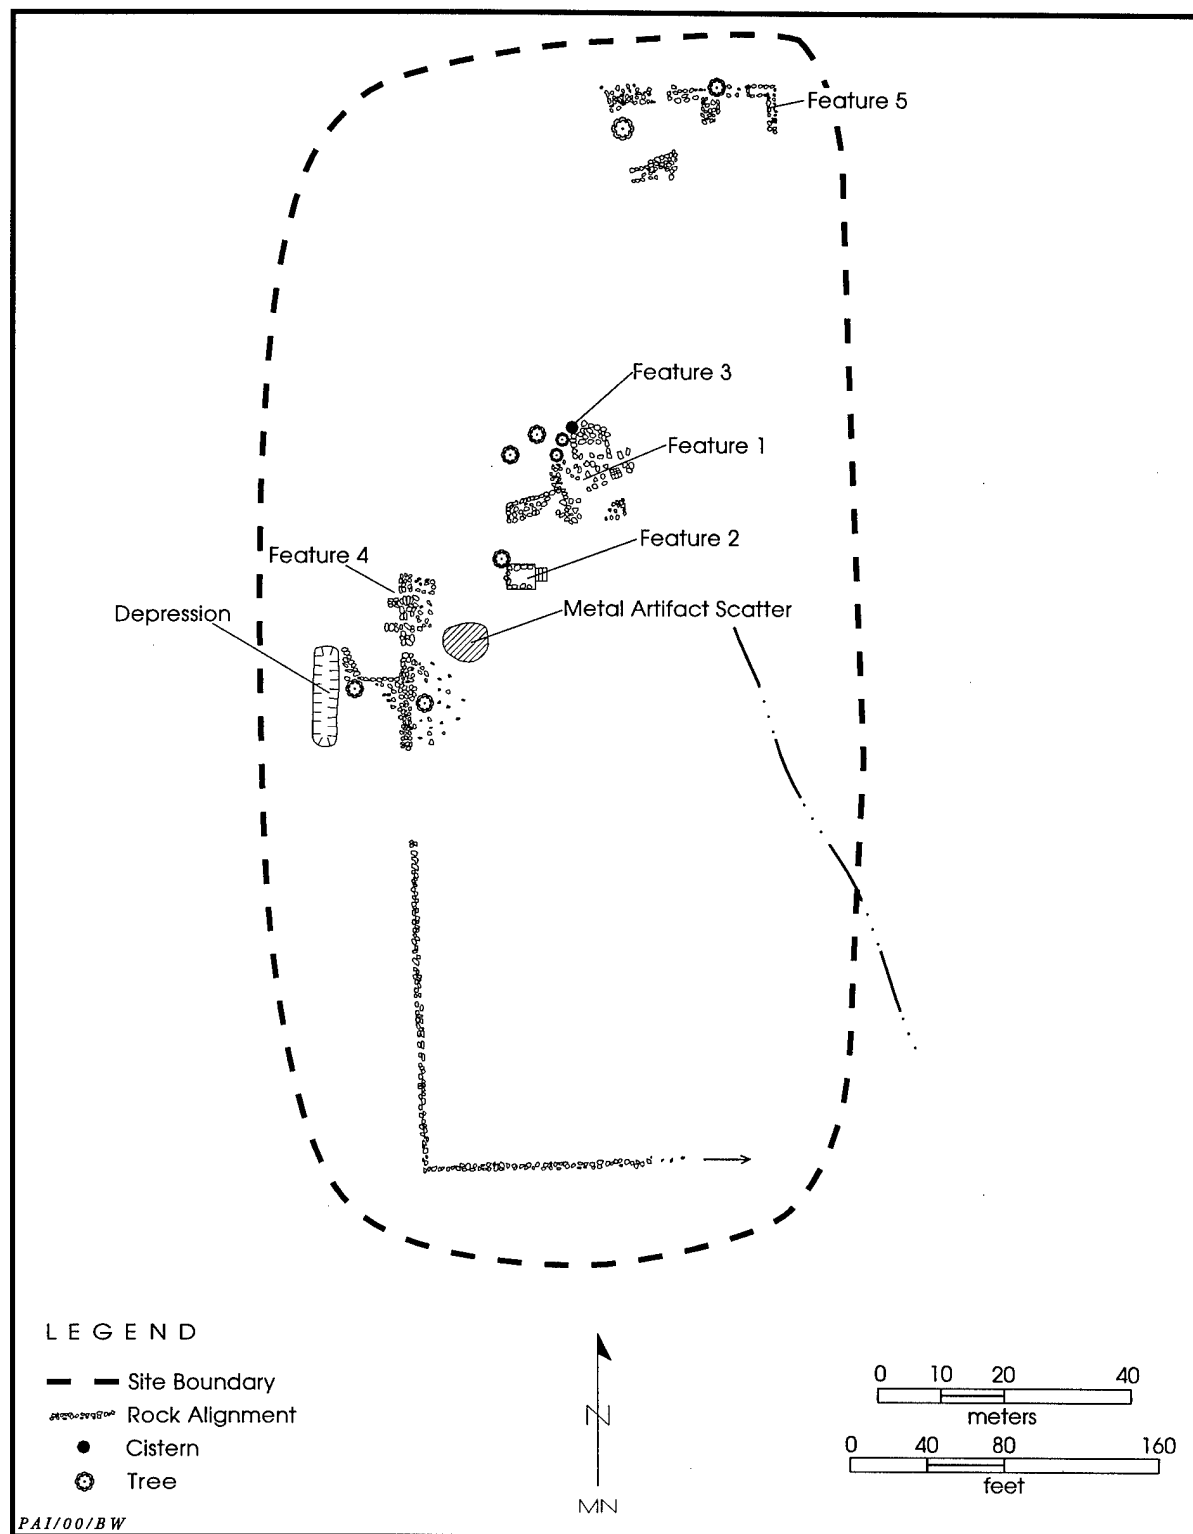 Feature 5
Feature 3
Feature 1
Feature 2
Feature 4
Metal Artifact Scatter
Depression
LEGEND
Site Boundary
Rock Alignment
Cistern
Tree
N
MN
0 10 20 40
meters
0 40 80 160
feet
PAI/00/BW